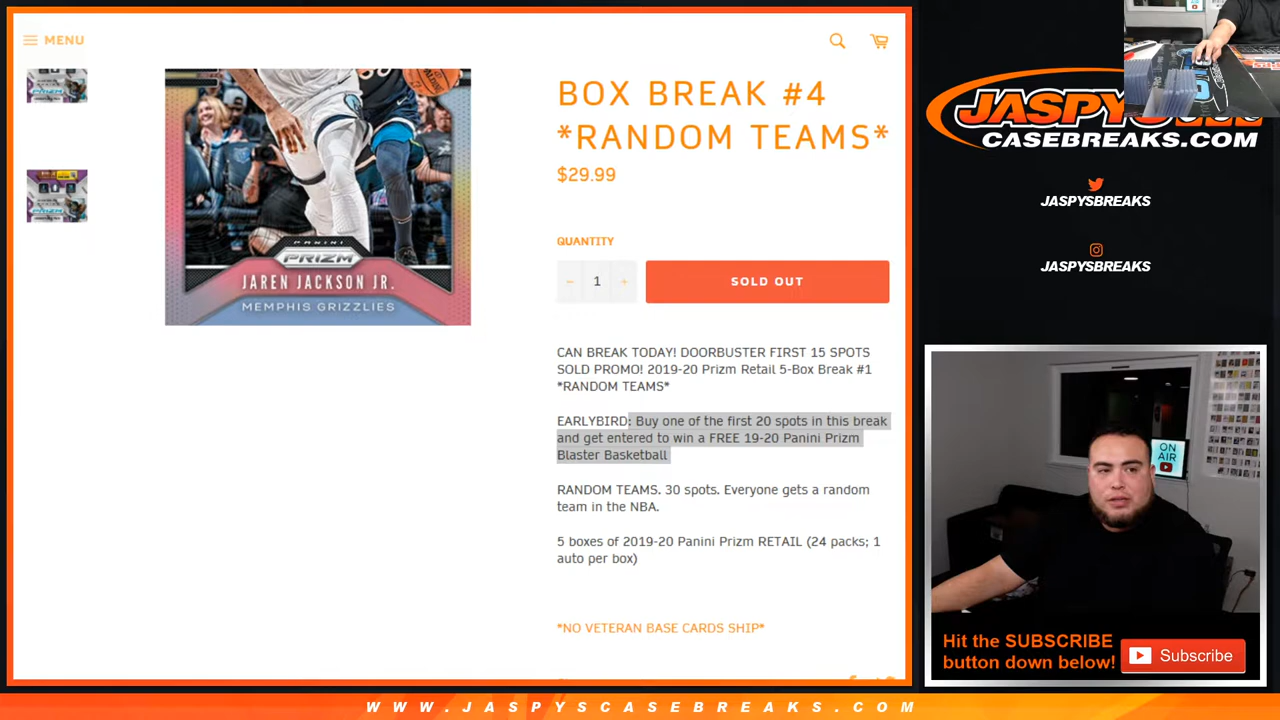 MENU
PANINI
PRIZM
JAREN JACKSON JR.
MEMPHIS GRIZZLIES
BOX BREAK #4
*RANDOM TEAMS*
$29.99
QUANTITY
− 1 +
SOLD OUT
CAN BREAK TODAY! DOORBUSTER FIRST 15 SPOTS
SOLD PROMO! 2019-20 Prizm Retail 5-Box Break #1
*RANDOM TEAMS*
EARLYBIRD: Buy one of the first 20 spots in this break
and get entered to win a FREE 19-20 Panini Prizm
Blaster Basketball
RANDOM TEAMS. 30 spots. Everyone gets a random
team in the NBA.
5 boxes of 2019-20 Panini Prizm RETAIL (24 packs; 1
auto per box)
*NO VETERAN BASE CARDS SHIP*
CASEBREAKS.COM
JASPYSBREAKS
JASPYSBREAKS
ON
AIR
Hit the SUBSCRIBE
button down below!
Subscribe
WWW.JASPYSCASEBREAKS.COM